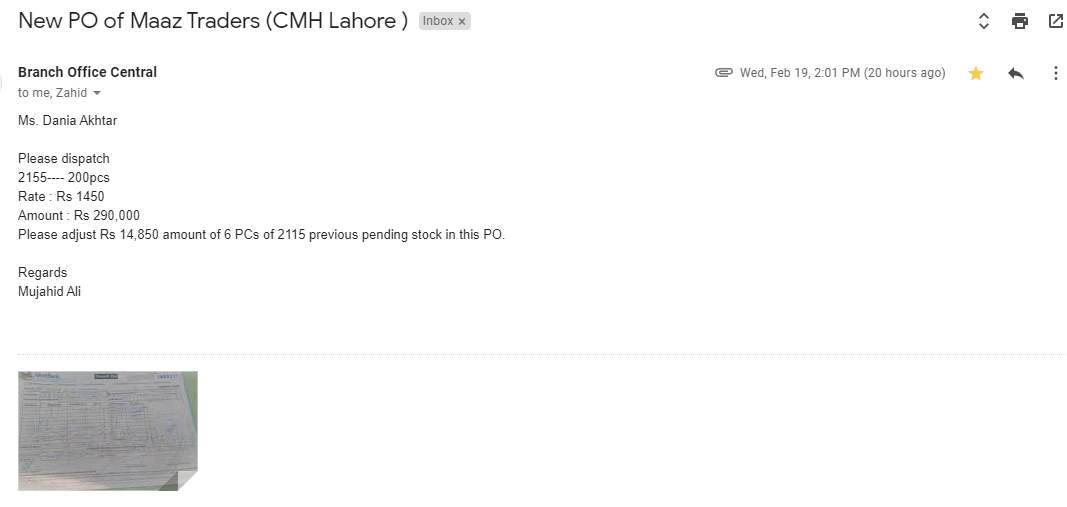 New PO of Maaz Traders (CMH Lahore ) Inbox x
Branch Office Central
Wed, Feb 19, 2:01 PM (20 hours ago)
to me, Zahid
Ms. Dania Akhtar
Please dispatch
2155---- 200pcs
Rate : Rs 1450
Amount : Rs 290,000
Please adjust Rs 14,850 amount of 6 PCs of 2115 previous pending stock in this PO.
Regards
Mujahid Ali